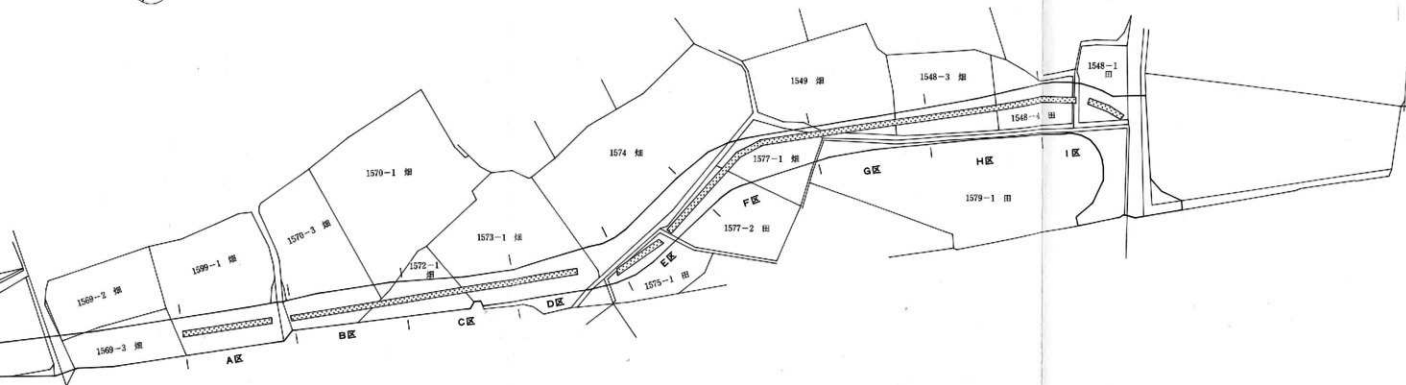 1569-2 畑
1569-3 畑
1599-1 畑
1570-3 畑
1570-1 畑
1572-1
畑
1573-1 畑
1574 畑
1575-1 田
1577-1 畑
1577-2 田
1549 畑
1548-3 畑
1548-4 田
1548-1
田
1579-1 田
A区
B区
C区
D区
E区
F区
G区
H区
I区